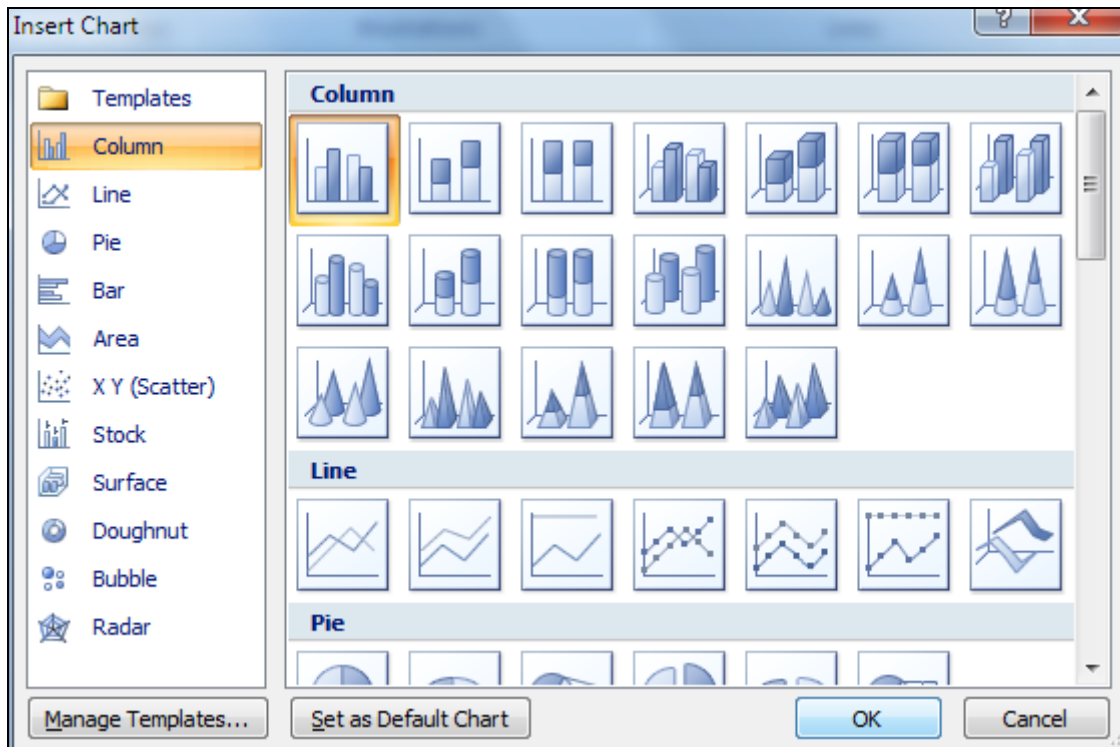 Insert Chart
?
X
Templates
Column
Line
Pie
Bar
Area
X Y (Scatter)
Stock
Surface
Doughnut
Bubble
Radar
Column
Line
Pie
Manage Templates...
Set as Default Chart
OK
Cancel